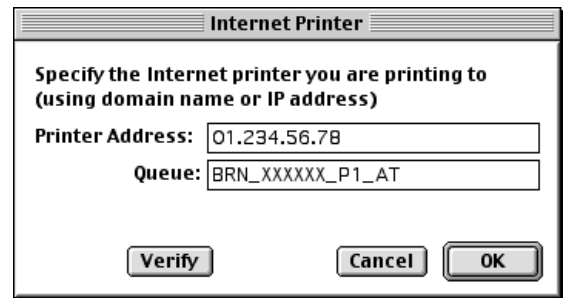 Internet Printer
Specify the Internet printer you are printing to
(using domain name or IP address)
Printer Address: 01.234.56.78
Queue: BRN_XXXXXX_P1_AT
Verify Cancel OK